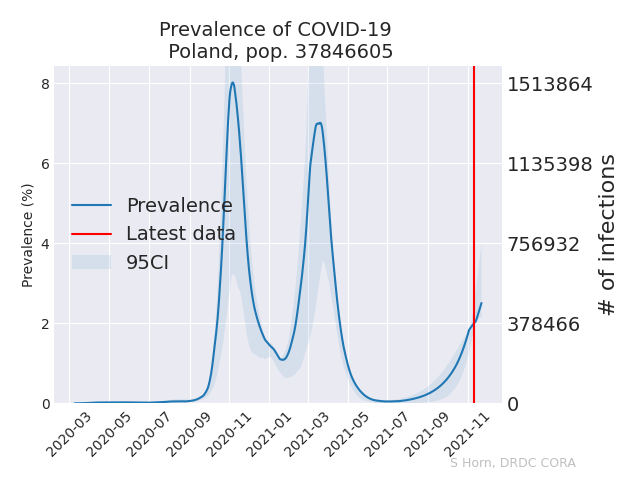 Prevalence of COVID-19
Poland, pop. 37846605
8
6
4
2
0
Prevalence (%)
Prevalence
Latest data
95CI
1513864
1135398
756932
378466
0
# of infections
2020-03
2020-05
2020-07
2020-09
2020-11
2021-01
2021-03
2021-05
2021-07
2021-09
2021-11
S Horn, DRDC CORA